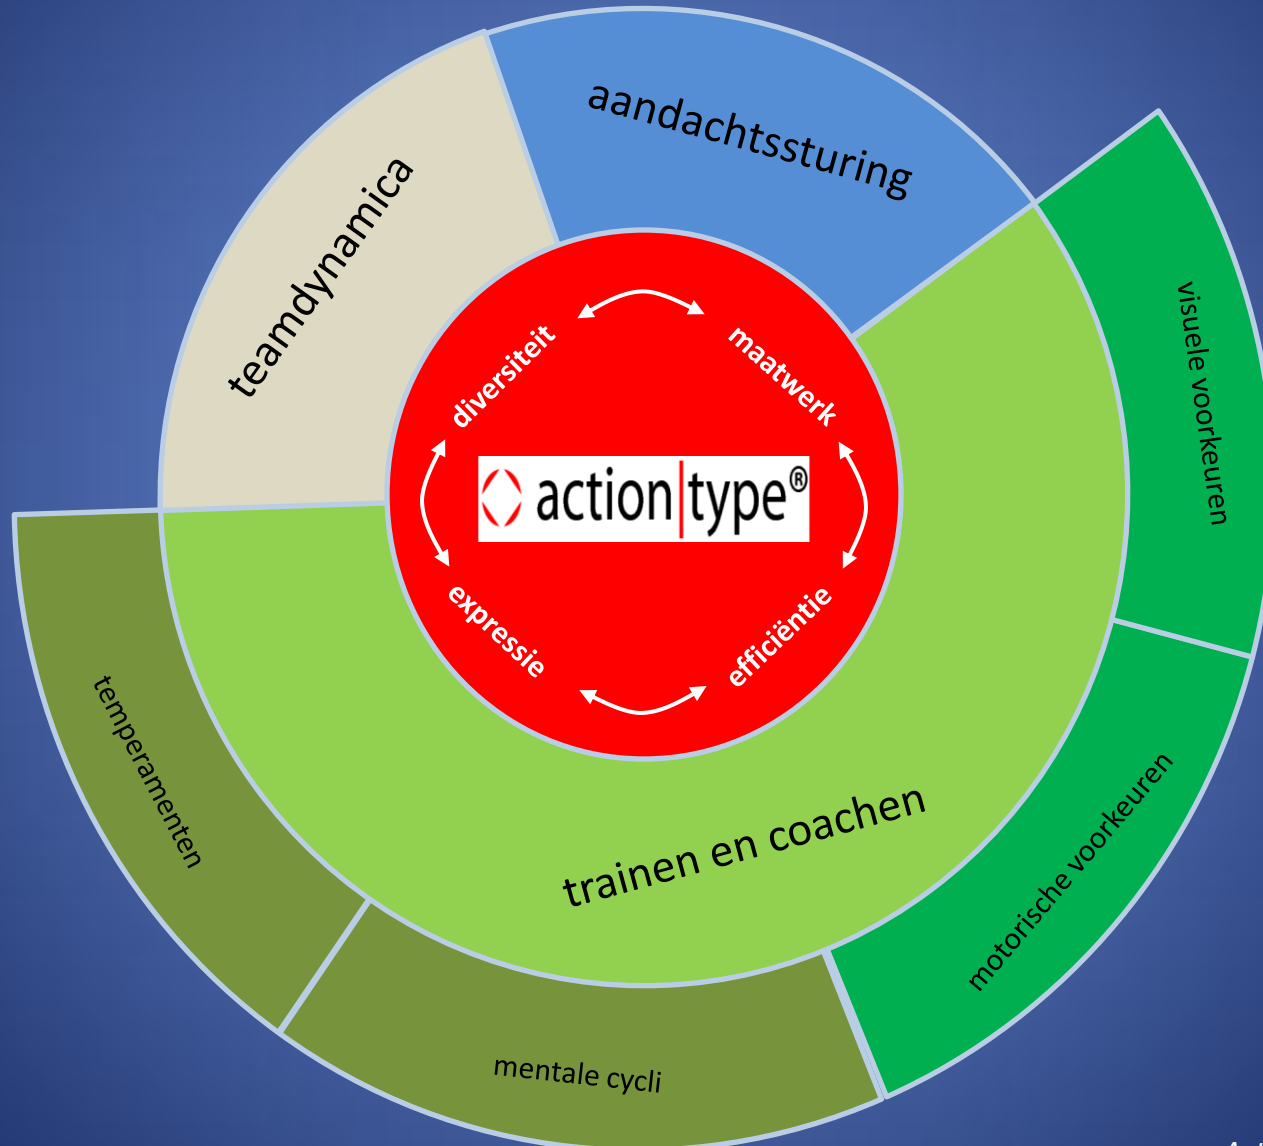 aandachtssturing
teamdynamica
visuele voorkeuren
diversiteit
maatwerk
action|type®
expressie
efficiëntie
trainen en coachen
temperamenten
motorische voorkeuren
mentale cycli